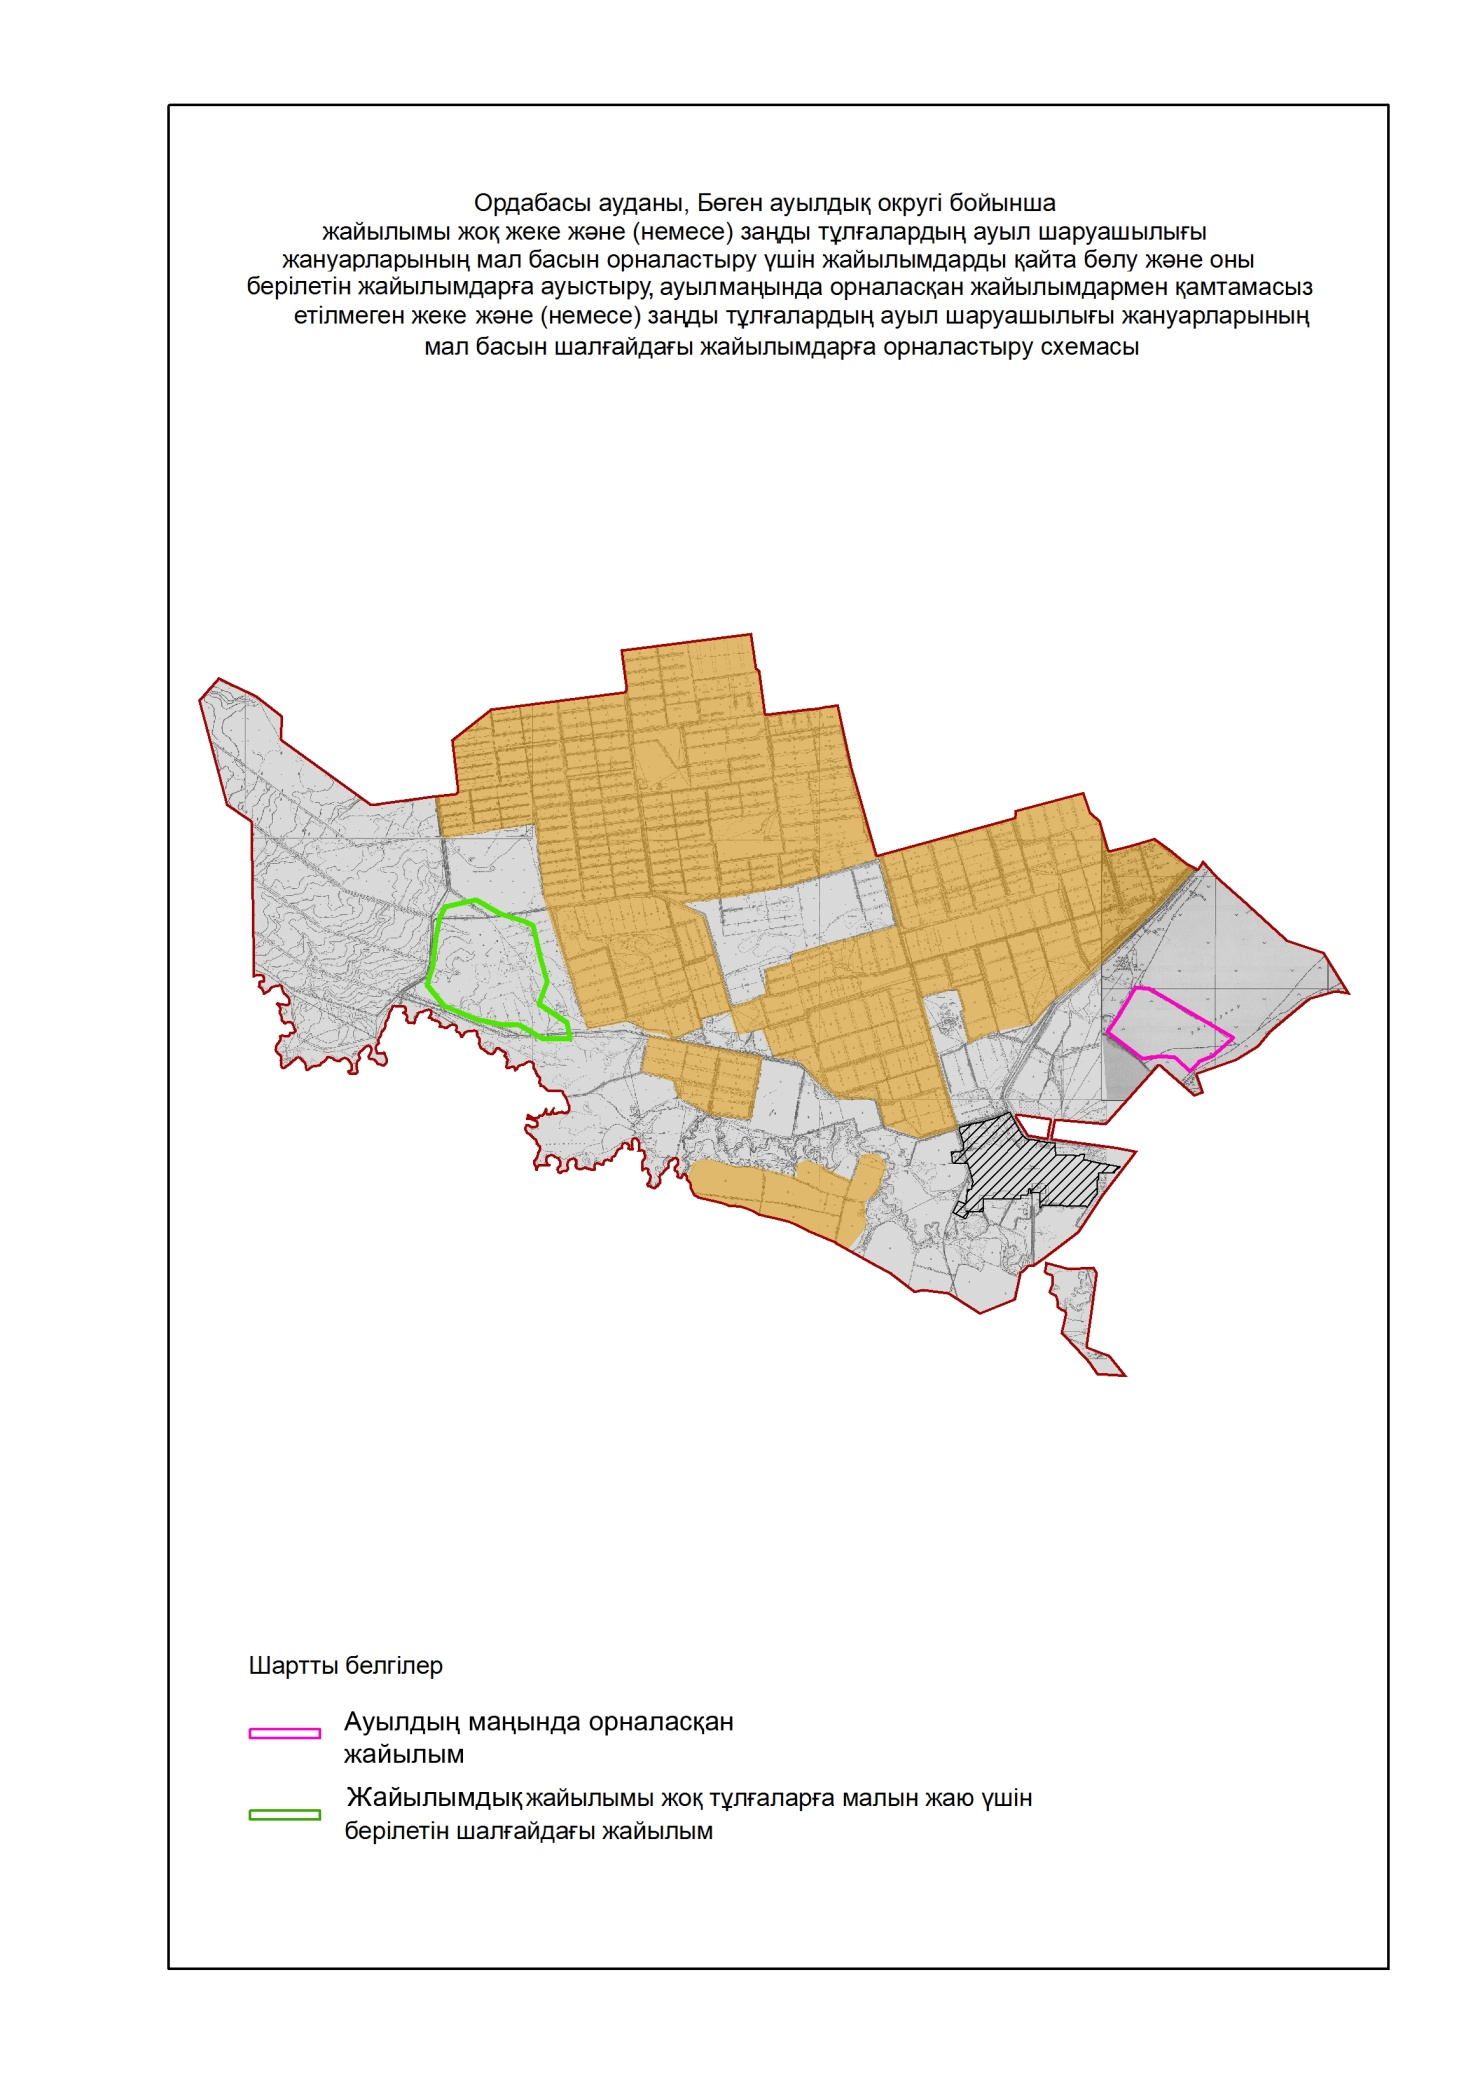 Ордабасы ауданы, Бөген ауылдық округі бойынша
жайылымы жоқ жеке және (немесе) заңды тұлғалардың ауыл шаруашылығы
жануарларының мал басын орналастыру үшін жайылымдарды қайта бөлу және оны
берілетін жайылымдарға ауыстыру, ауылмаңында орналасқан жайылымдармен қамтамасыз
етілмеген жеке және (немесе) заңды тұлғалардың ауыл шаруашылығы жануарларының
мал басын шалғайдағы жайылымдарға орналастыру схемасы
Шартты белгілер
Ауылдың маңында орналасқан
жайылым
Жайылымдық жайылымы жоқ тұлғаларға малын жаю үшін
берілетін шалғайдағы жайылым